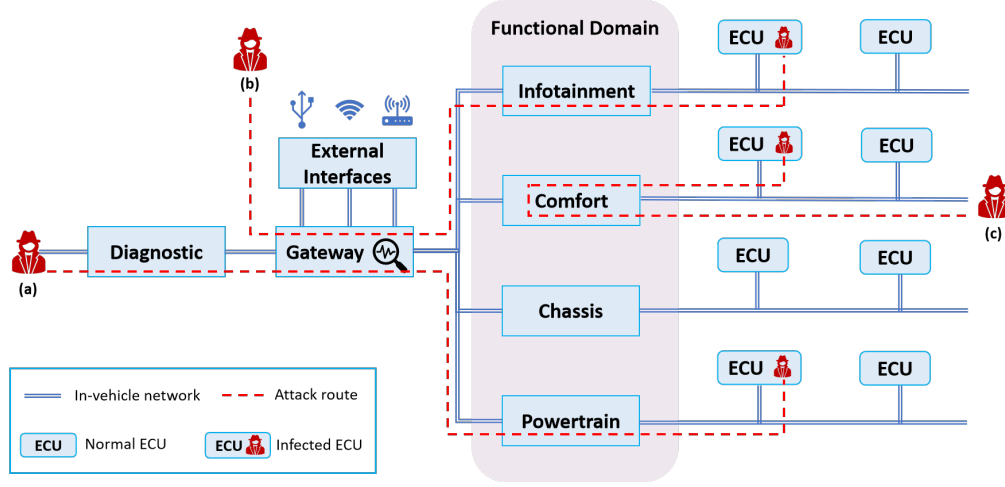 Functional Domain
(b)
External
Interfaces
Diagnostic
Gateway
(a)
Infotainment
Comfort
Chassis
Powertrain
ECU
ECU
ECU
ECU
(c)
ECU
ECU
ECU
ECU
In-vehicle network
Attack route
ECU
Normal ECU
ECU
Infected ECU